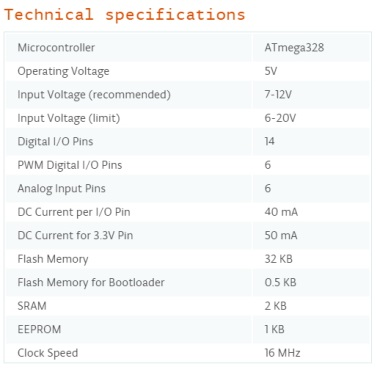 Technical specifications
Microcontroller ATmega328
Operating Voltage 5V
Input Voltage (recommended) 7-12V
Input Voltage (limit) 6-20V
Digital I/O Pins 14
PWM Digital I/O Pins 6
Analog Input Pins 6
DC Current per I/O Pin 40 mA
DC Current for 3.3V Pin 50 mA
Flash Memory 32 KB
Flash Memory for Bootloader 0.5 KB
SRAM 2 KB
EEPROM 1 KB
Clock Speed 16 MHz